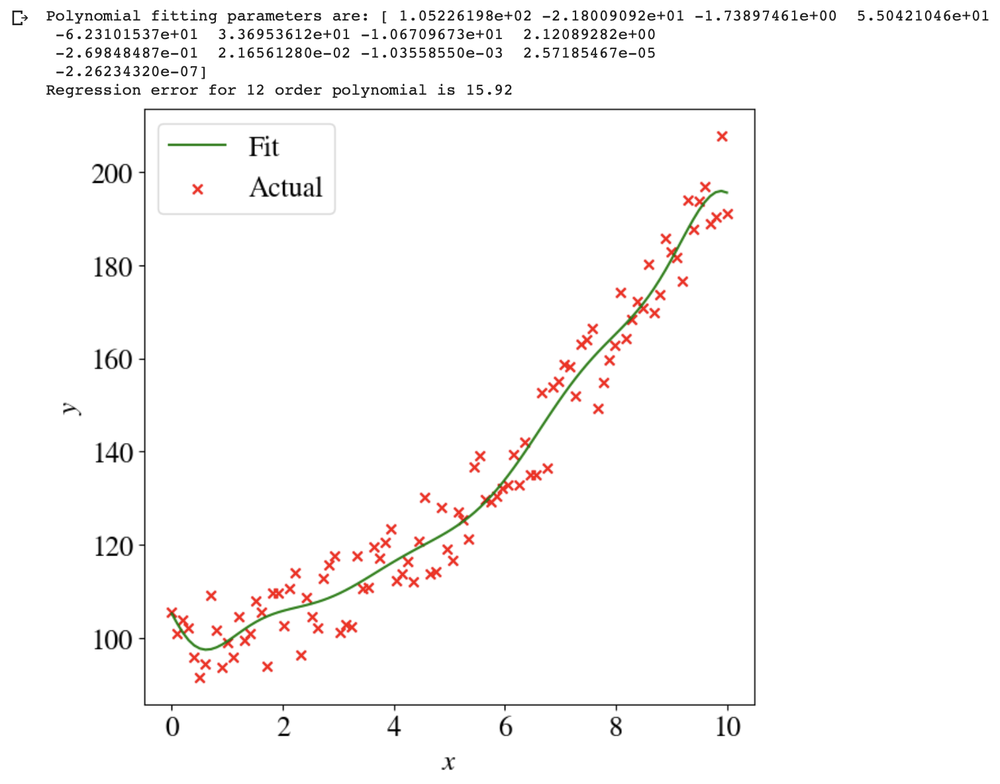 Polynomial fitting parameters are: [ 1.05226198e+02 -2.18009092e+01 -1.73897461e+00  5.50421046e+01
-6.23101537e+01  3.36953612e+01 -1.06709673e+01  2.12089282e+00
-2.69848487e-01  2.16561280e-02 -1.03558550e-03  2.57185467e-05
-2.26234320e-07]
Regression error for 12 order polynomial is 15.92
Fit
Actual
200
180
160
140
120
100
y
0 2 4 6 8 10
x